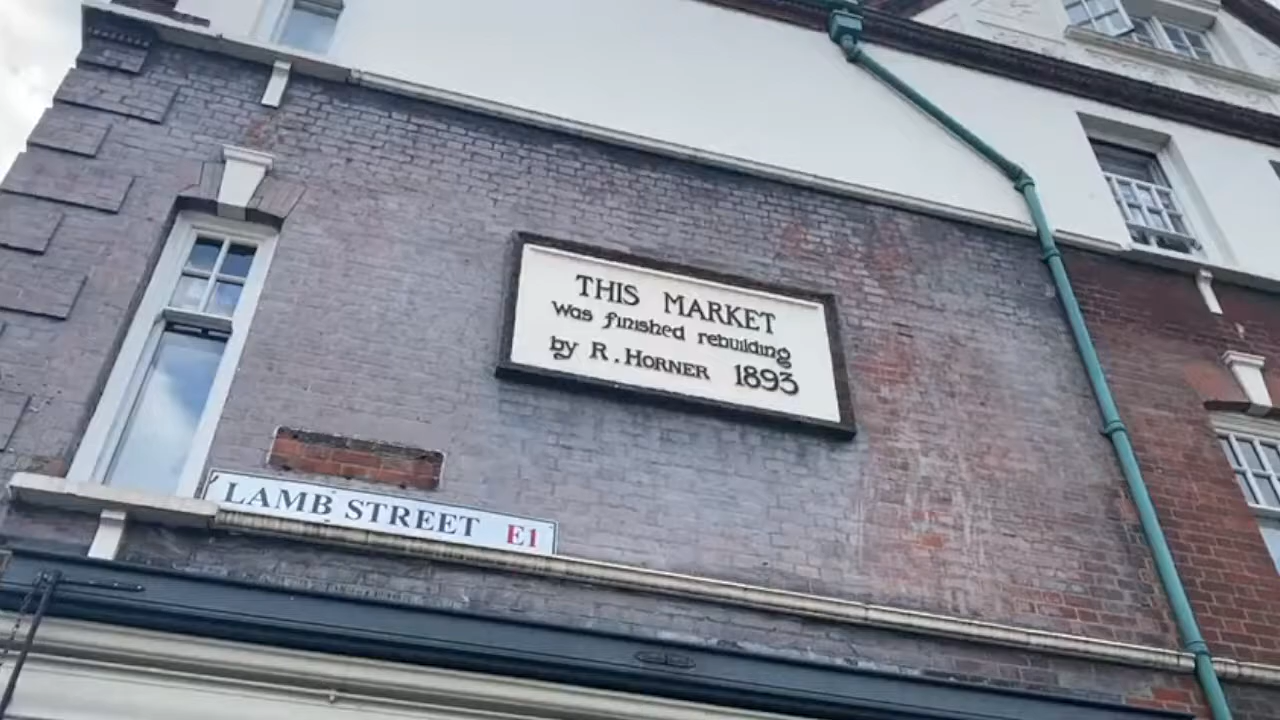 THIS MARKET
Was finished rebuilding
by R. HORNER 1893
LAMB STREET E1